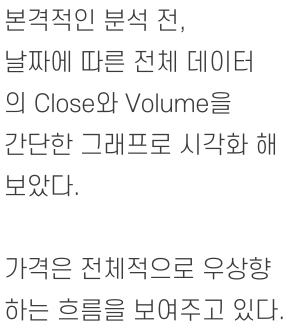 본격적인 분석 전,
날짜에 따른 전체 데이터
의 Close와 Volume을
간단한 그래프로 시각화 해
보았다.

가격은 전체적으로 우상향
하는 흐름을 보여주고 있다.